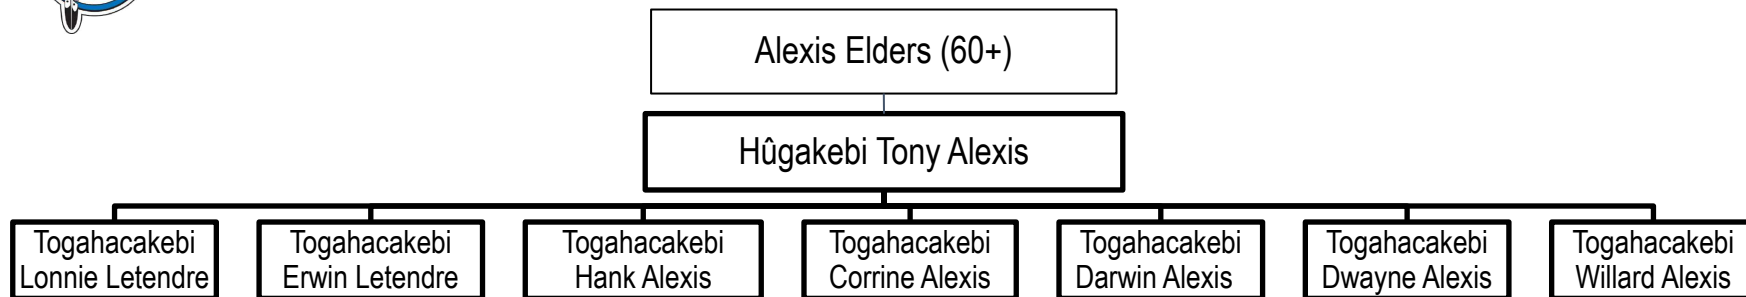 Alexis Elders (60+)
Hûgakebi Tony Alexis
Togahacakebi
Lonnie Letendre
Togahacakebi
Erwin Letendre
Togahacakebi
Hank Alexis
Togahacakebi
Corrine Alexis
Togahacakebi
Darwin Alexis
Togahacakebi
Dwayne Alexis
Togahacakebi
Willard Alexis